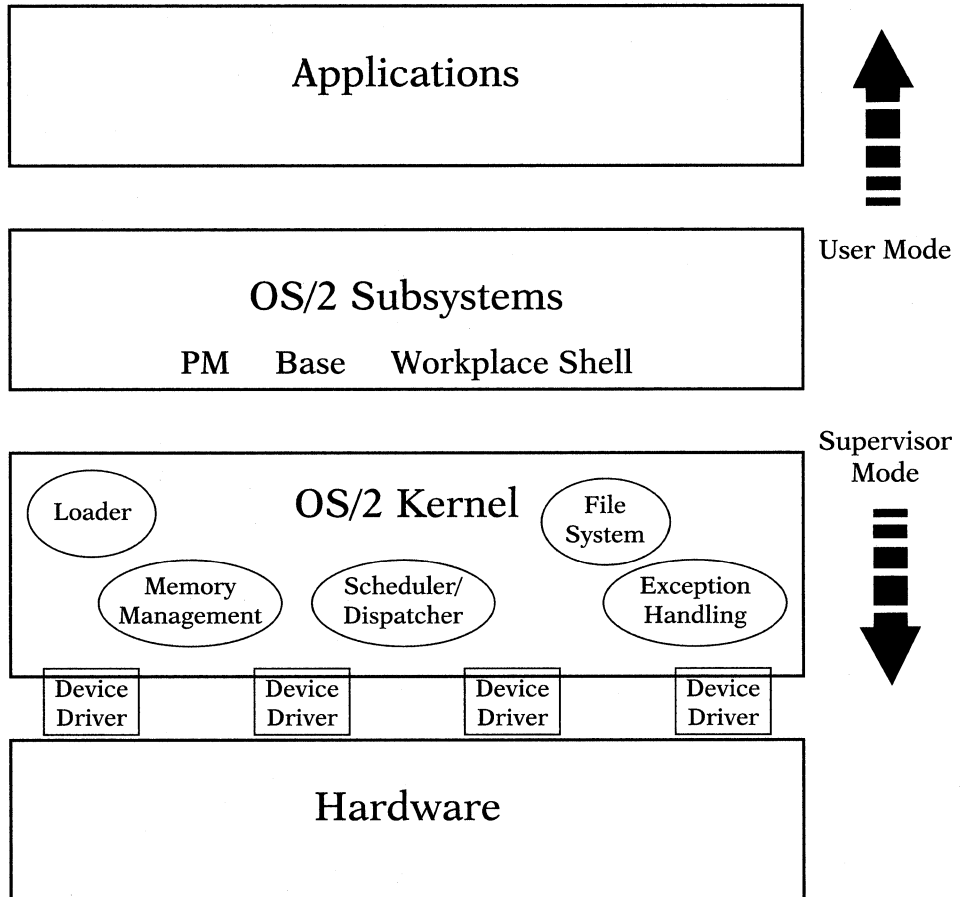 Applications
User Mode
OS/2 Subsystems
PM Base Workplace Shell
Supervisor
Mode
OS/2 Kernel
Loader
File
System
Memory
Management
Scheduler/
Dispatcher
Exception
Handling
Device
Driver
Device
Driver
Device
Driver
Device
Driver
Hardware